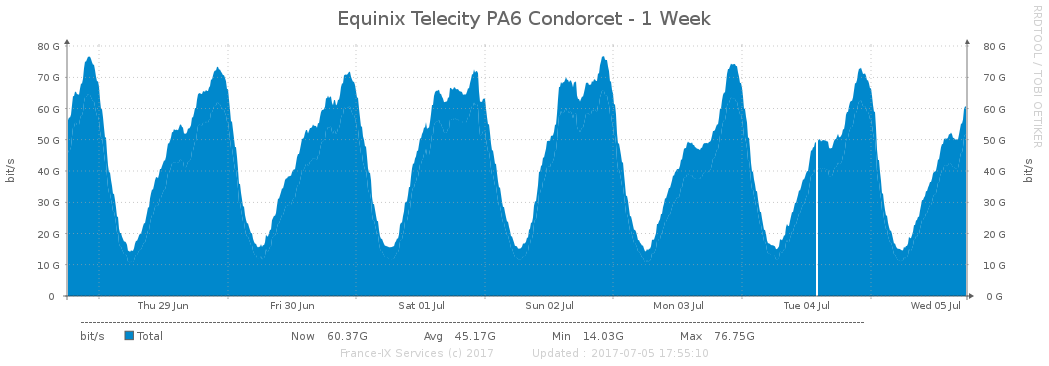 Equinix Telecity PA6 Condorcet - 1 Week
RRDTOOL / TOBI OETIKER
80 G 80 G
70 G 70 G
60 G 60 G
50 G 50 G
40 G 40 G
30 G 30 G
20 G 20 G
10 G 10 G
0 0 G
bit/s bit/s
Thu 29 Jun Fri 30 Jun Sat 01 Jul Sun 02 Jul Mon 03 Jul Tue 04 Jul Wed 05 Jul
bit/s Total Now 60.37G Avg 45.17G Min 14.03G Max 76.75G
France-IX Services (c) 2017 Updated : 2017-07-05 17:55:10